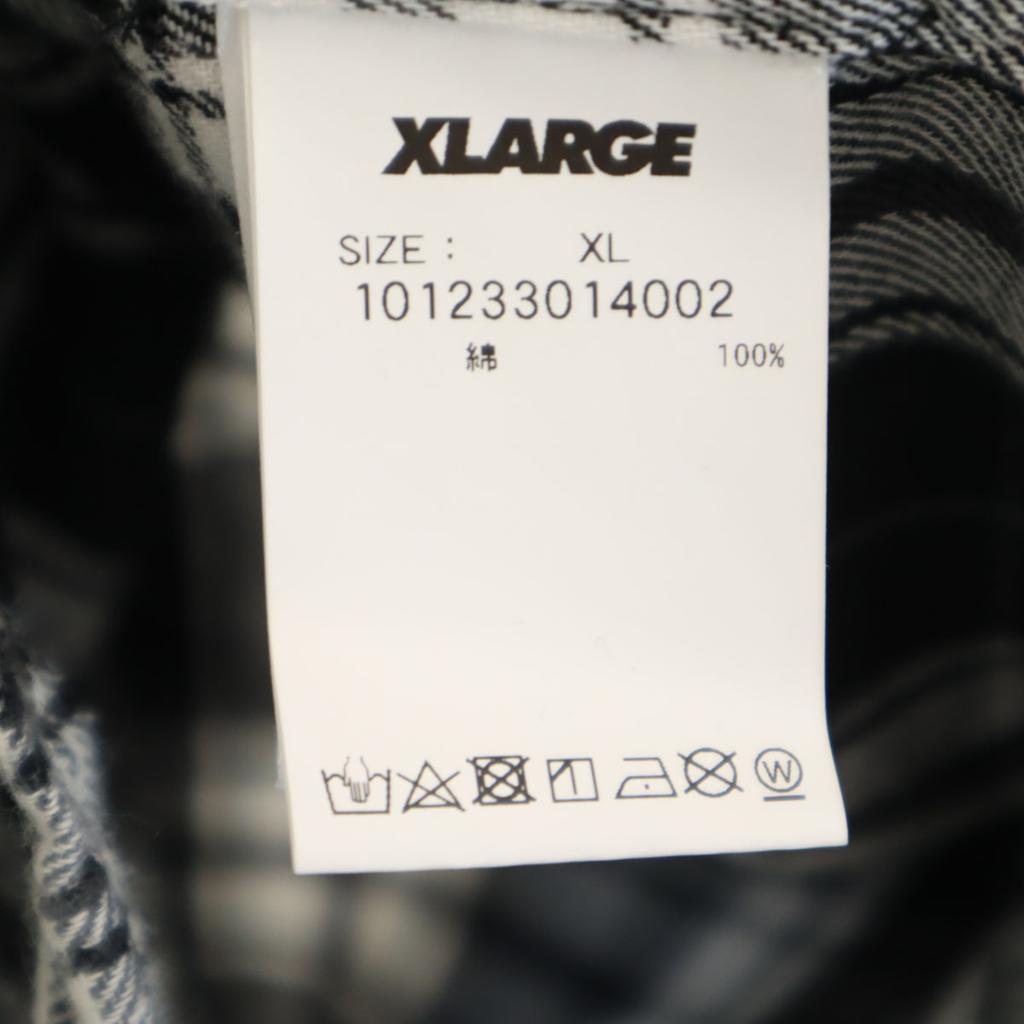 XLARGE
SIZE : XL
101233014002
綿 100%
W